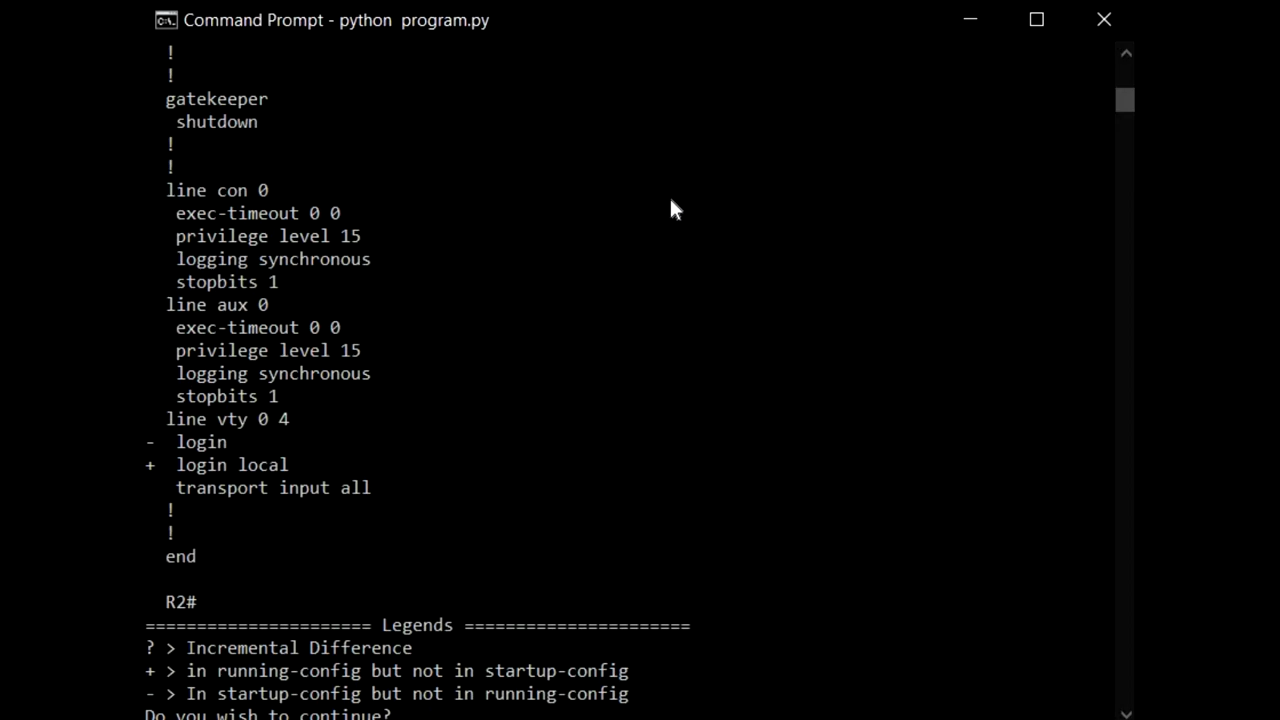 Command Prompt - python  program.py
!
!
gatekeeper
 shutdown
!
!
line con 0
 exec-timeout 0 0
 privilege level 15
 logging synchronous
 stopbits 1
line aux 0
 exec-timeout 0 0
 privilege level 15
 logging synchronous
 stopbits 1
line vty 0 4
-  login
+  login local
 transport input all
!
!
end
R2#
====================== Legends ======================
? > Incremental Difference
+ > in running-config but not in startup-config
- > In startup-config but not in running-config
Do you wish to continue?